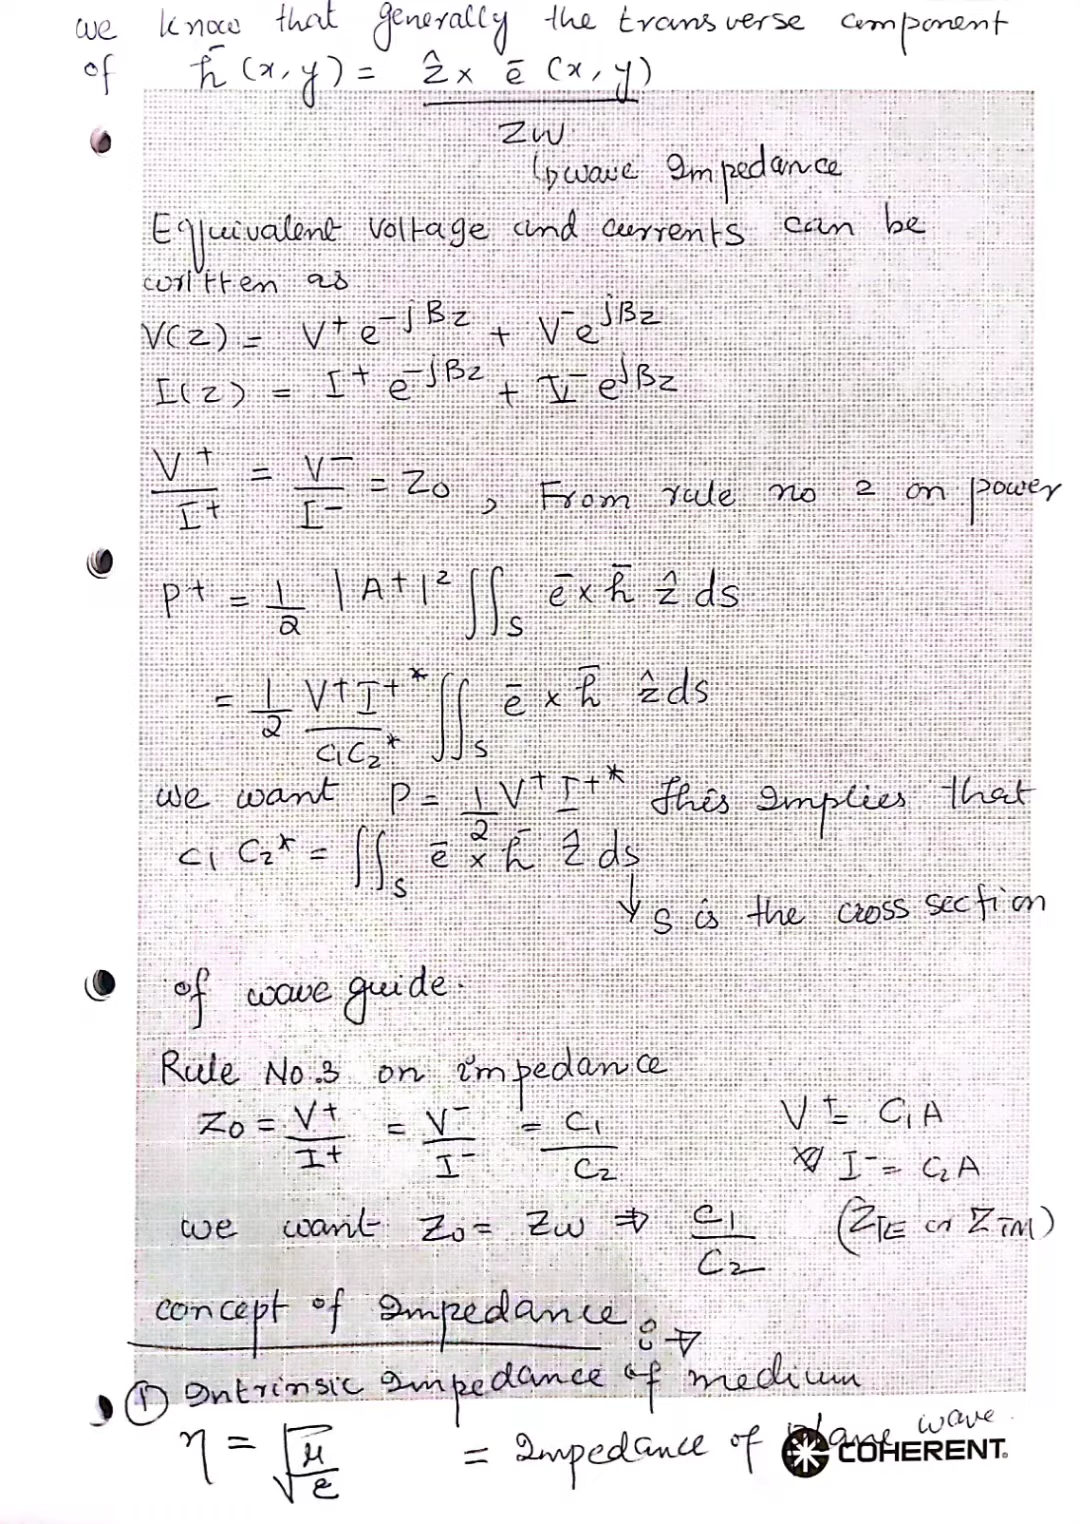 we know that generally the transverse component
of h̄ (x,y) = ẑ x ē (x,y)
Zw
↳ wave Impedance
Equivalent voltage and currents can be
written as
V(z) = V+ e^-jBz + V- e^jBz
I(z) = I+ e^-jBz + I- e^jBz
V+/I+ = V-/I- = Z0 , From rule no 2 on power
P+ = 1/2 |A+|² ∬s ē x h̄ ẑ ds
= 1/2 V+I+*/C1C2* ∬s ē x h̄ ẑ ds
we want P = 1/2 V+ I+* This Implies that
C1 C2* = ∬s ē x h̄ ẑ ds
↓ S is the cross section
of wave guide.
Rule No.3 on impedance
Z0 = V+/I+ = V-/I- = C1/C2 V+ = C1A
I- = C2A
we want Z0 = Zw ⇒ C1/C2 (ZTE or ZTM)
concept of Impedance :→
① Intrinsic Impedance of medium
η = √μ/ε = Impedance of plane wave.
COHERENT.